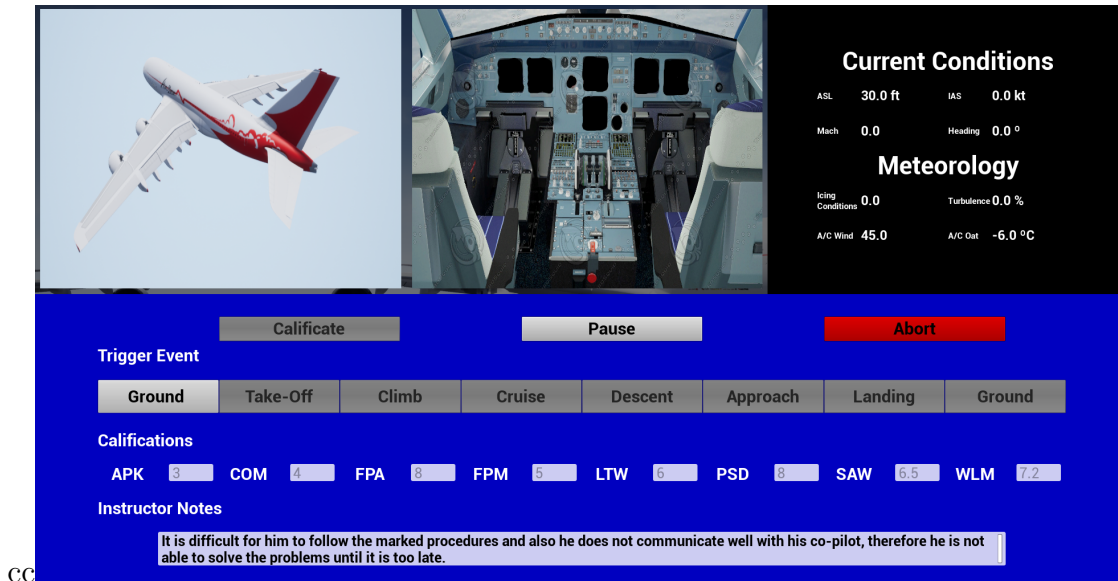 Current Conditions
ASL 30.0 ft IAS 0.0 kt
Mach 0.0 Heading 0.0 º
Meteorology
Icing
Conditions 0.0 Turbulence 0.0 %
A/C Wind 45.0 A/C Oat -6.0 ºC
Calificate Pause Abort
Trigger Event
Ground Take-Off Climb Cruise Descent Approach Landing Ground
Califications
APK 3 COM 4 FPA 8 FPM 5 LTW 6 PSD 8 SAW 6.5 WLM 7.2
Instructor Notes
It is difficult for him to follow the marked procedures and also he does not communicate well with his co-pilot, therefore he is not
able to solve the problems until it is too late.
cc